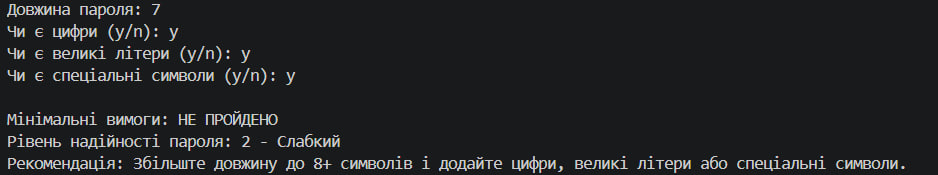 Довжина пароля: 7
Чи є цифри (y/n): y
Чи є великі літери (y/n): y
Чи є спеціальні символи (y/n): y
Мінімальні вимоги: НЕ ПРОЙДЕНО
Рівень надійності пароля: 2 - Слабкий
Рекомендація: Збільште довжину до 8+ символів і додайте цифри, великі літери або спеціальні символи.